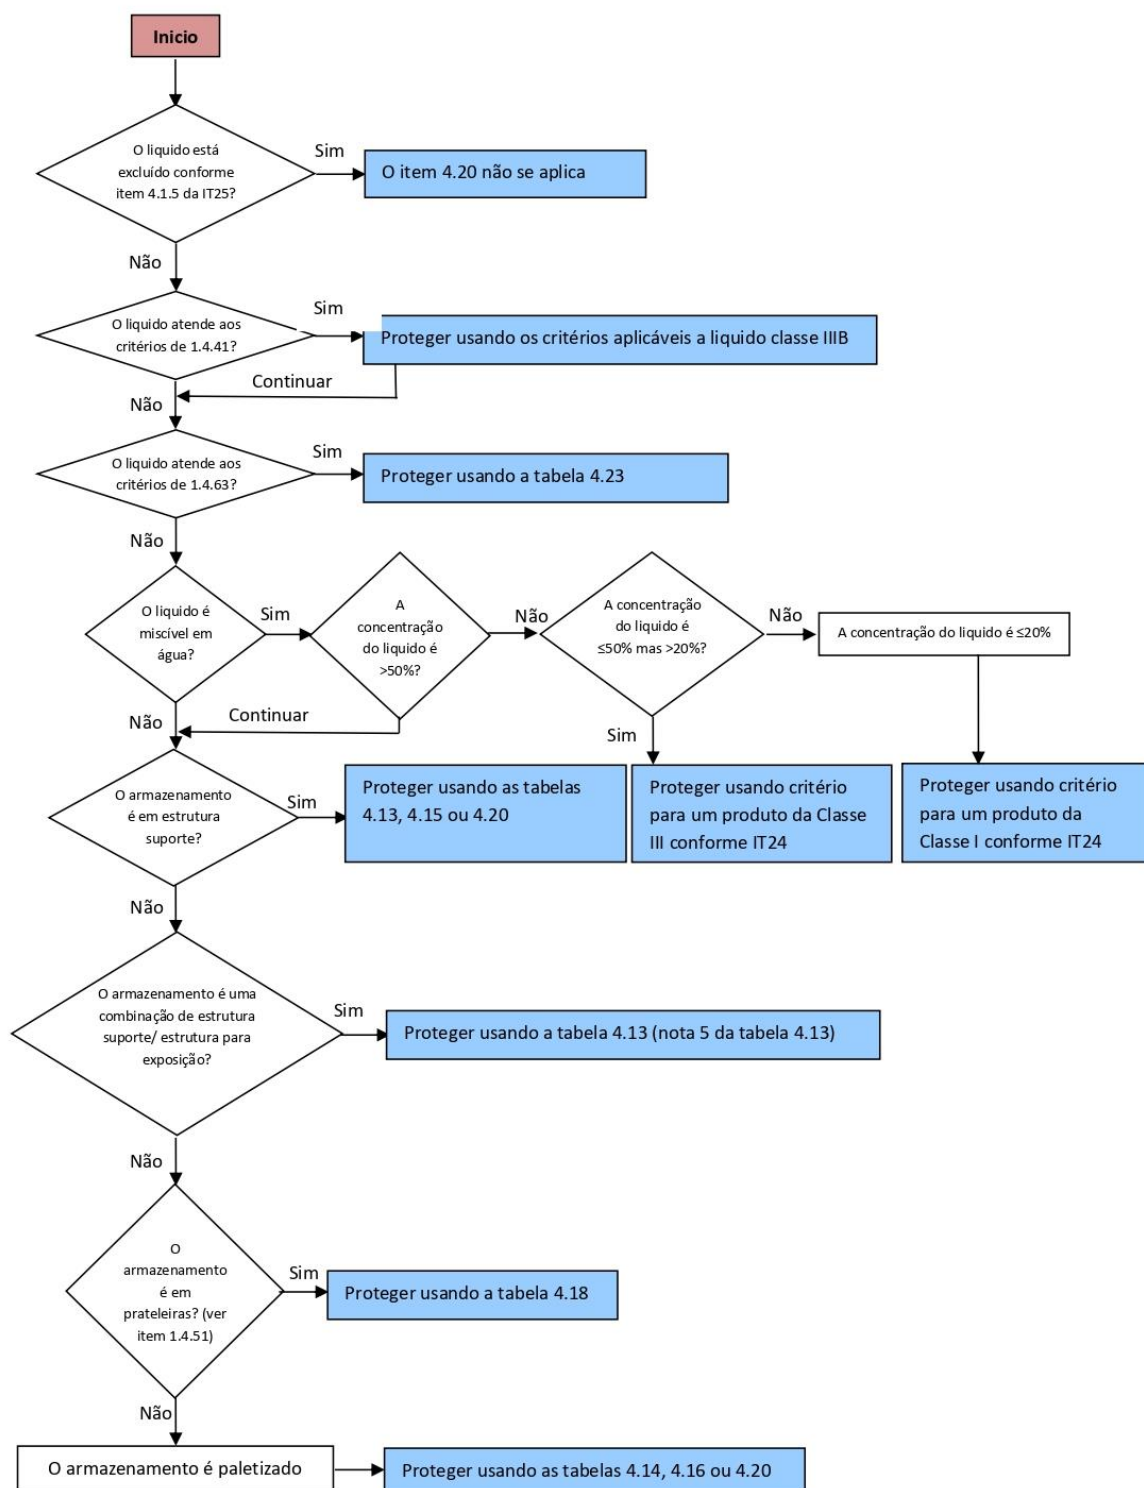 Inicio
O liquido está
excluído conforme
item 4.1.5 da IT25?
Sim
O item 4.20 não se aplica
Não
O liquido atende aos
critérios de 1.4.41?
Sim
Proteger usando os critérios aplicáveis a liquido classe IIIB
Continuar
Não
O liquido atende aos
critérios de 1.4.63?
Sim
Proteger usando a tabela 4.23
Não
O liquido é
miscível em
água?
Sim
A
concentração
do liquido é
>50%?
Não
A concentração
do liquido é
≤50% mas >20%?
Não
A concentração do liquido é ≤20%
Não
Continuar
Sim
O armazenamento
é em estrutura
suporte?
Sim
Proteger usando as tabelas
4.13, 4.15 ou 4.20
Proteger usando critério
para um produto da Classe
III conforme IT24
Proteger usando critério
para um produto da
Classe I conforme IT24
Não
O armazenamento é uma
combinação de estrutura
suporte/ estrutura para
exposição?
Sim
Proteger usando a tabela 4.13 (nota 5 da tabela 4.13)
Não
O
armazenamento
é em
prateleiras? (ver
item 1.4.51)
Sim
Proteger usando a tabela 4.18
Não
O armazenamento é paletizado
Proteger usando as tabelas 4.14, 4.16 ou 4.20